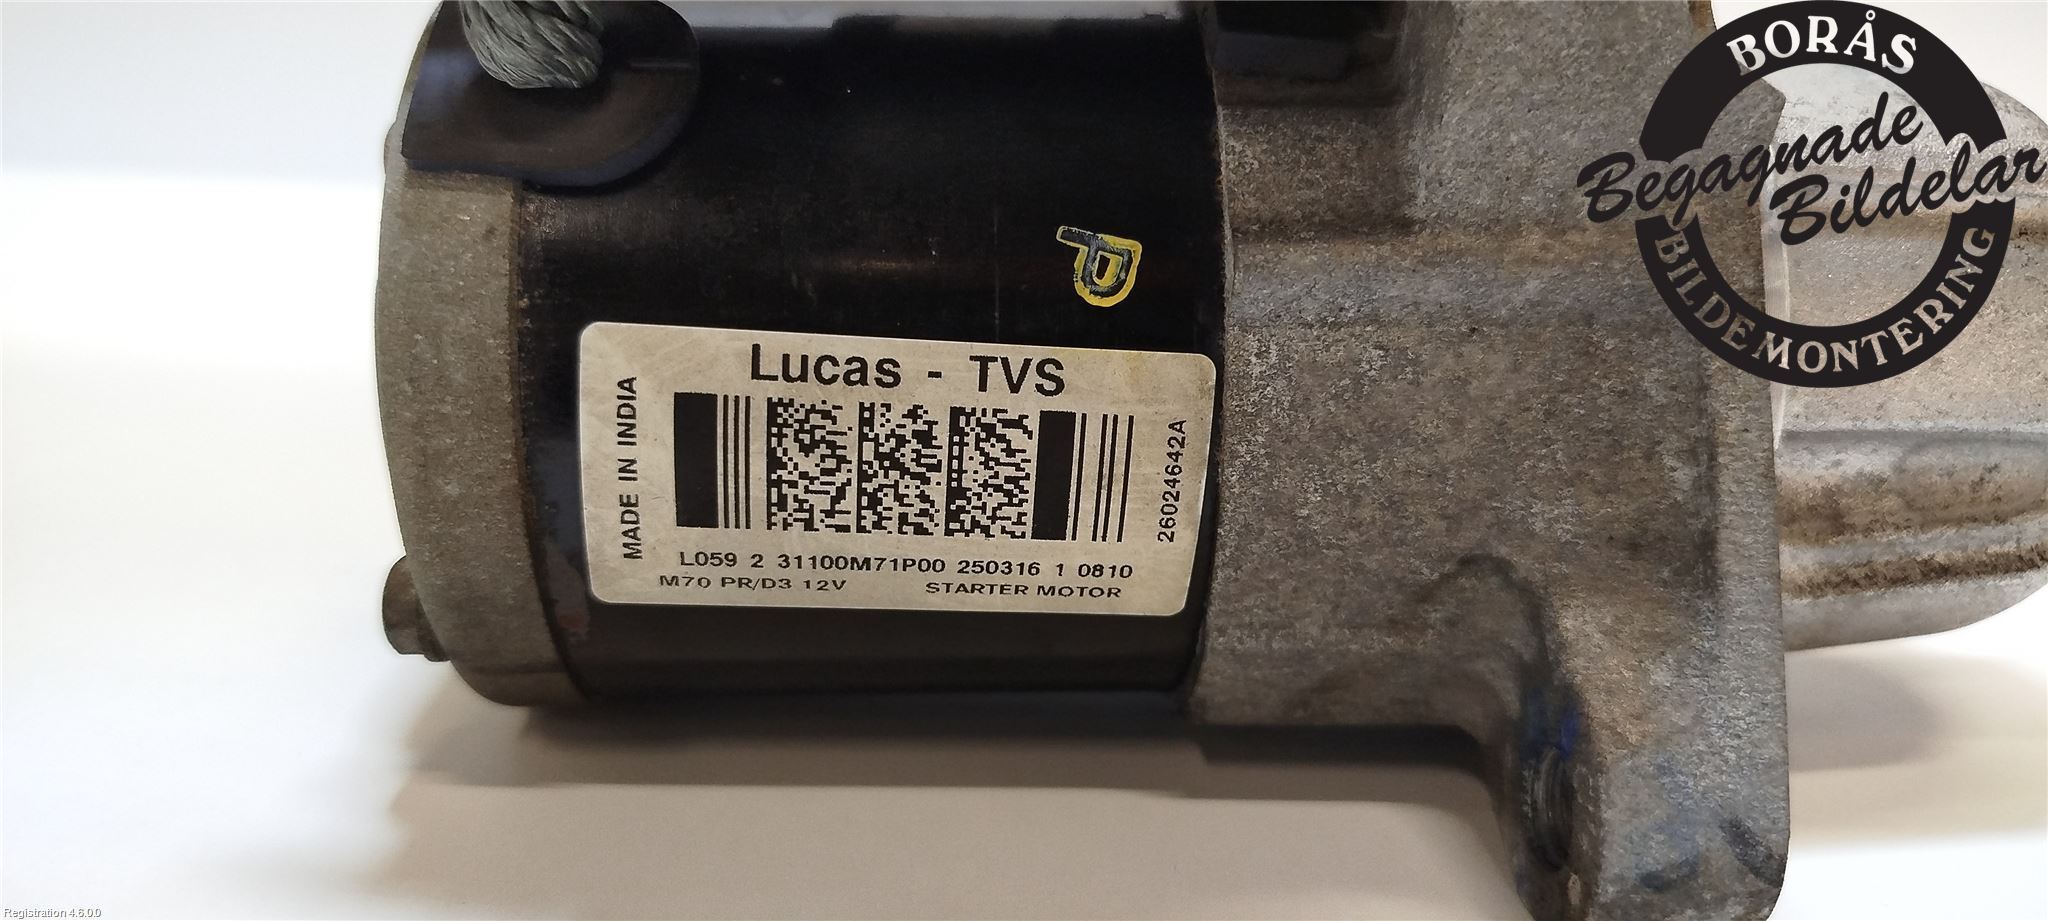 BORÅS
Begagnade
Bildelar
BILDEMONTERING
P
Lucas - TVS
MADE IN INDIA
26024642A
L059 2 31100M71P00 250316 1 0810
M70 PR/D3 12V STARTER MOTOR
Registration 4.6.0.0